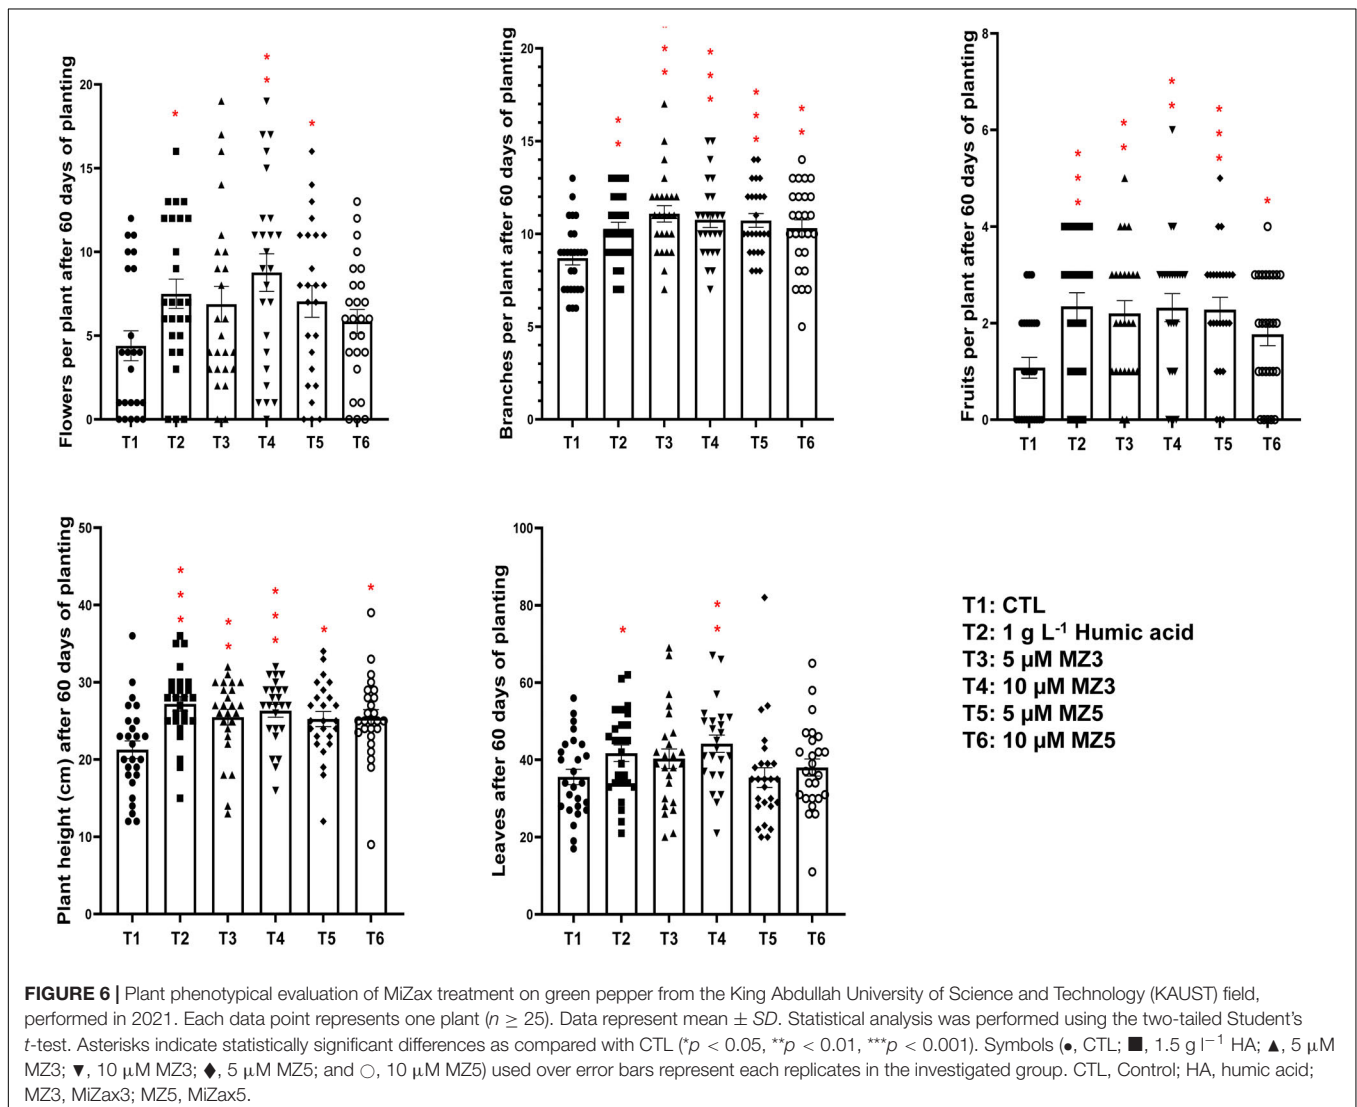 Flowers per plant after 60 days of planting
20
15
10
5
0
T1 T2 T3 T4 T5 T6
* * * * *
Branches per plant after 60 days of planting
20
15
10
5
0
T1 T2 T3 T4 T5 T6
** *** *** *** **
Fruits per plant after 60 days of planting
8
6
4
2
0
T1 T2 T3 T4 T5 T6
*** ** ** *** *
Plant height (cm) after 60 days of planting
50
40
30
20
10
0
T1 T2 T3 T4 T5 T6
*** ** *** * *
Leaves after 60 days of planting
100
80
60
40
20
0
T1 T2 T3 T4 T5 T6
* **
T1: CTL
T2: 1 g L⁻¹ Humic acid
T3: 5 µM MZ3
T4: 10 µM MZ3
T5: 5 µM MZ5
T6: 10 µM MZ5
FIGURE 6 | Plant phenotypical evaluation of MiZax treatment on green pepper from the King Abdullah University of Science and Technology (KAUST) field,
performed in 2021. Each data point represents one plant (n ≥ 25). Data represent mean ± SD. Statistical analysis was performed using the two-tailed Student's
t-test. Asterisks indicate statistically significant differences as compared with CTL (*p < 0.05, **p < 0.01, ***p < 0.001). Symbols (●, CTL; ■, 1.5 g l⁻¹ HA; ▲, 5 µM
MZ3; ▼, 10 µM MZ3; ◆, 5 µM MZ5; and ○, 10 µM MZ5) used over error bars represent each replicates in the investigated group. CTL, Control; HA, humic acid;
MZ3, MiZax3; MZ5, MiZax5.